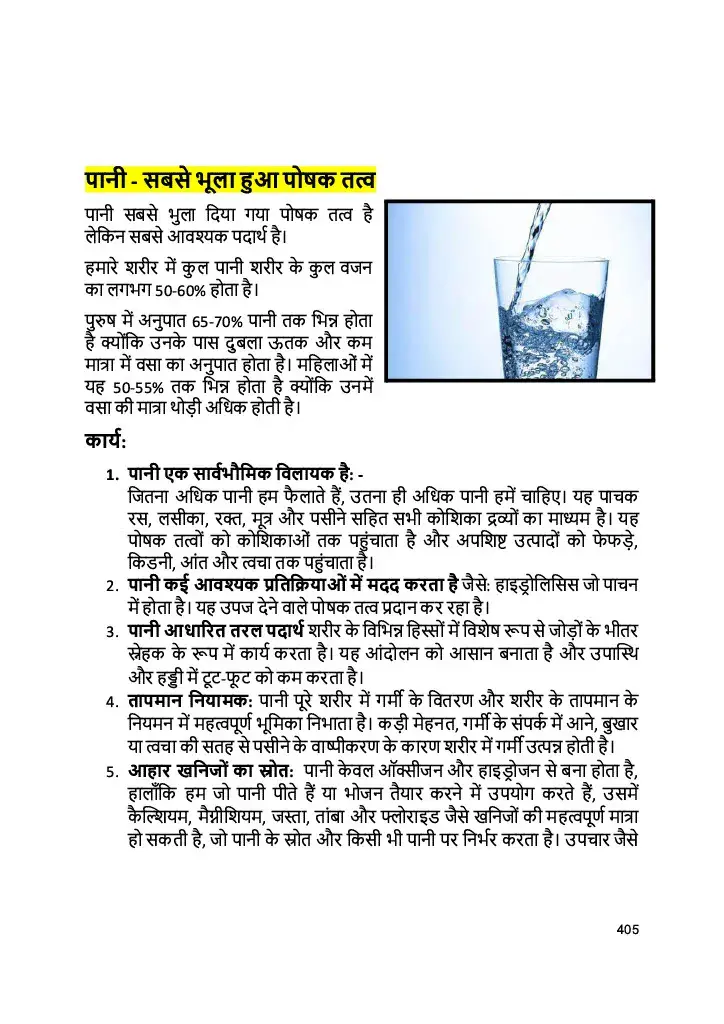 पानी - सबसे भूला हुआ पोषक तत्व
पानी सबसे भुला दिया गया पोषक तत्व है
लेकिन सबसे आवश्यक पदार्थ है।
हमारे शरीर में कुल पानी शरीर के कुल वजन
का लगभग 50-60% होता है।
पुरुष में अनुपात 65-70% पानी तक भिन्न होता
है क्योंकि उनके पास दुबला ऊतक और कम
मात्रा में वसा का अनुपात होता है। महिलाओं में
यह 50-55% तक भिन्न होता है क्योंकि उनमें
वसा की मात्रा थोड़ी अधिक होती है।
कार्य:
1. पानी एक सार्वभौमिक विलायक है: -
जितना अधिक पानी हम फैलाते हैं, उतना ही अधिक पानी हमें चाहिए। यह पाचक
रस, लसीका, रक्त, मूत्र और पसीने सहित सभी कोशिका द्रव्यों का माध्यम है। यह
पोषक तत्वों को कोशिकाओं तक पहुंचाता है और अपशिष्ट उत्पादों को फेफड़े,
किडनी, आंत और त्वचा तक पहुंचाता है।
2. पानी कई आवश्यक प्रतिक्रियाओं में मदद करता है जैसे: हाइड्रोलिसिस जो पाचन
में होता है। यह उपज देने वाले पोषक तत्व प्रदान कर रहा है।
3. पानी आधारित तरल पदार्थ शरीर के विभिन्न हिस्सों में विशेष रूप से जोड़ों के भीतर
स्नेहक के रूप में कार्य करता है। यह आंदोलन को आसान बनाता है और उपास्थि
और हड्डी में टूट-फूट को कम करता है।
4. तापमान नियामक: पानी पूरे शरीर में गर्मी के वितरण और शरीर के तापमान के
नियमन में महत्वपूर्ण भूमिका निभाता है। कड़ी मेहनत, गर्मी के संपर्क में आने, बुखार
या त्वचा की सतह से पसीने के वाष्पीकरण के कारण शरीर में गर्मी उत्पन्न होती है।
5. आहार खनिजों का स्रोत: पानी केवल ऑक्सीजन और हाइड्रोजन से बना होता है,
हालाँकि हम जो पानी पीते हैं या भोजन तैयार करने में उपयोग करते हैं, उसमें
कैल्शियम, मैग्नीशियम, जस्ता, तांबा और फ्लोराइड जैसे खनिजों की महत्वपूर्ण मात्रा
हो सकती है, जो पानी के स्रोत और किसी भी पानी पर निर्भर करता है। उपचार जैसे
405